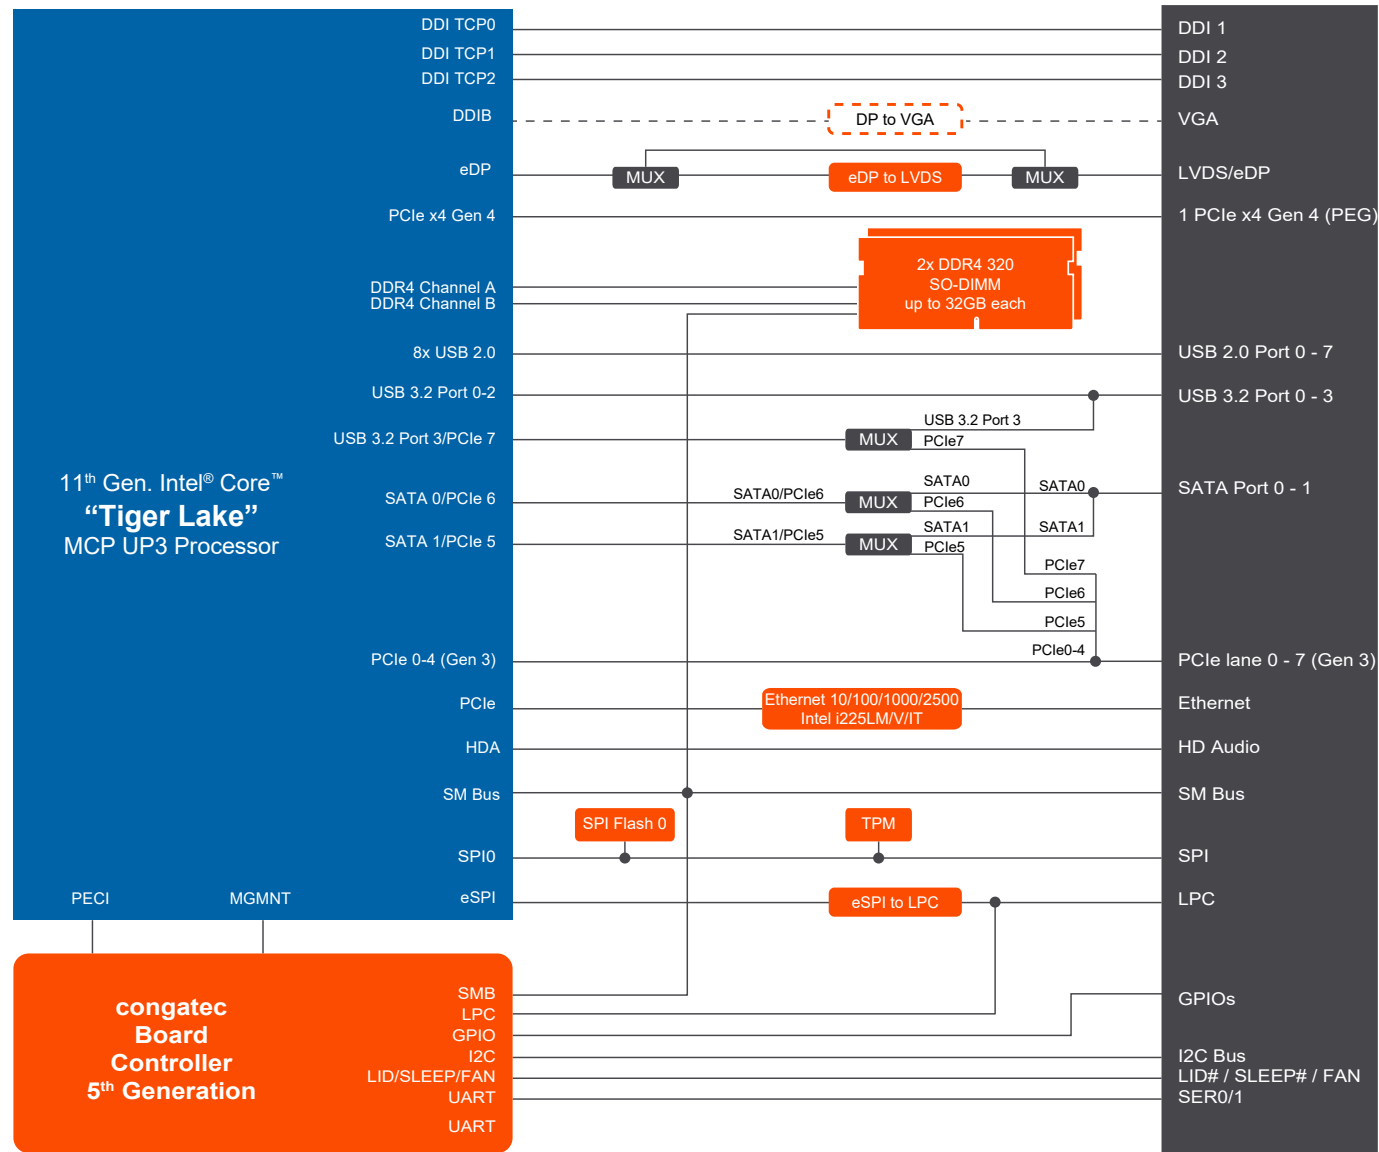 DDI TCP0
DDI TCP1
DDI TCP2
DDIB
eDP
PCIe x4 Gen 4
DDR4 Channel A
DDR4 Channel B
8x USB 2.0
USB 3.2 Port 0-2
USB 3.2 Port 3/PCIe 7
SATA 0/PCIe 6
SATA 1/PCIe 5
PCIe 0-4 (Gen 3)
PCIe
HDA
SM Bus
SPI0
eSPI
PECI
MGMNT
11th Gen. Intel® Core™
“Tiger Lake”
MCP UP3 Processor
DP to VGA
MUX
eDP to LVDS
MUX
2x DDR4 320
SO-DIMM
up to 32GB each
MUX
USB 3.2 Port 3
PCIe7
SATA0/PCIe6
MUX
SATA0
PCIe6
SATA0
SATA1/PCIe5
MUX
SATA1
PCIe5
SATA1
PCIe7
PCIe6
PCIe5
PCIe0-4
Ethernet 10/100/1000/2500
Intel i225LM/V/IT
SPI Flash 0
TPM
eSPI to LPC
DDI 1
DDI 2
DDI 3
VGA
LVDS/eDP
1 PCIe x4 Gen 4 (PEG)
USB 2.0 Port 0 - 7
USB 3.2 Port 0 - 3
SATA Port 0 - 1
PCIe lane 0 - 7 (Gen 3)
Ethernet
HD Audio
SM Bus
SPI
LPC
GPIOs
I2C Bus
LID# / SLEEP# / FAN
SER0/1
congatec
Board
Controller
5th Generation
SMB
LPC
GPIO
I2C
LID/SLEEP/FAN
UART
UART